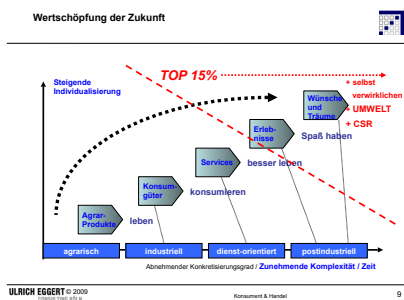 Wertschöpfung der Zukunft
Steigende
Individualisierung
TOP 15%
+ selbst
verwirklichen
+ UMWELT
+ CSR
Wünsche
und
Träume
Erleb-
nisse
Spaß haben
Services
besser leben
Konsum-
güter
konsumieren
Agrar-
Produkte
leben
agrarisch
industriell
dienst-orientiert
postindustriell
Abnehmender Konkretisierungsgrad / Zunehmende Komplexität / Zeit
ULRICH EGGERT © 2009
CONSULTING KÖLN
Konsument & Handel
9